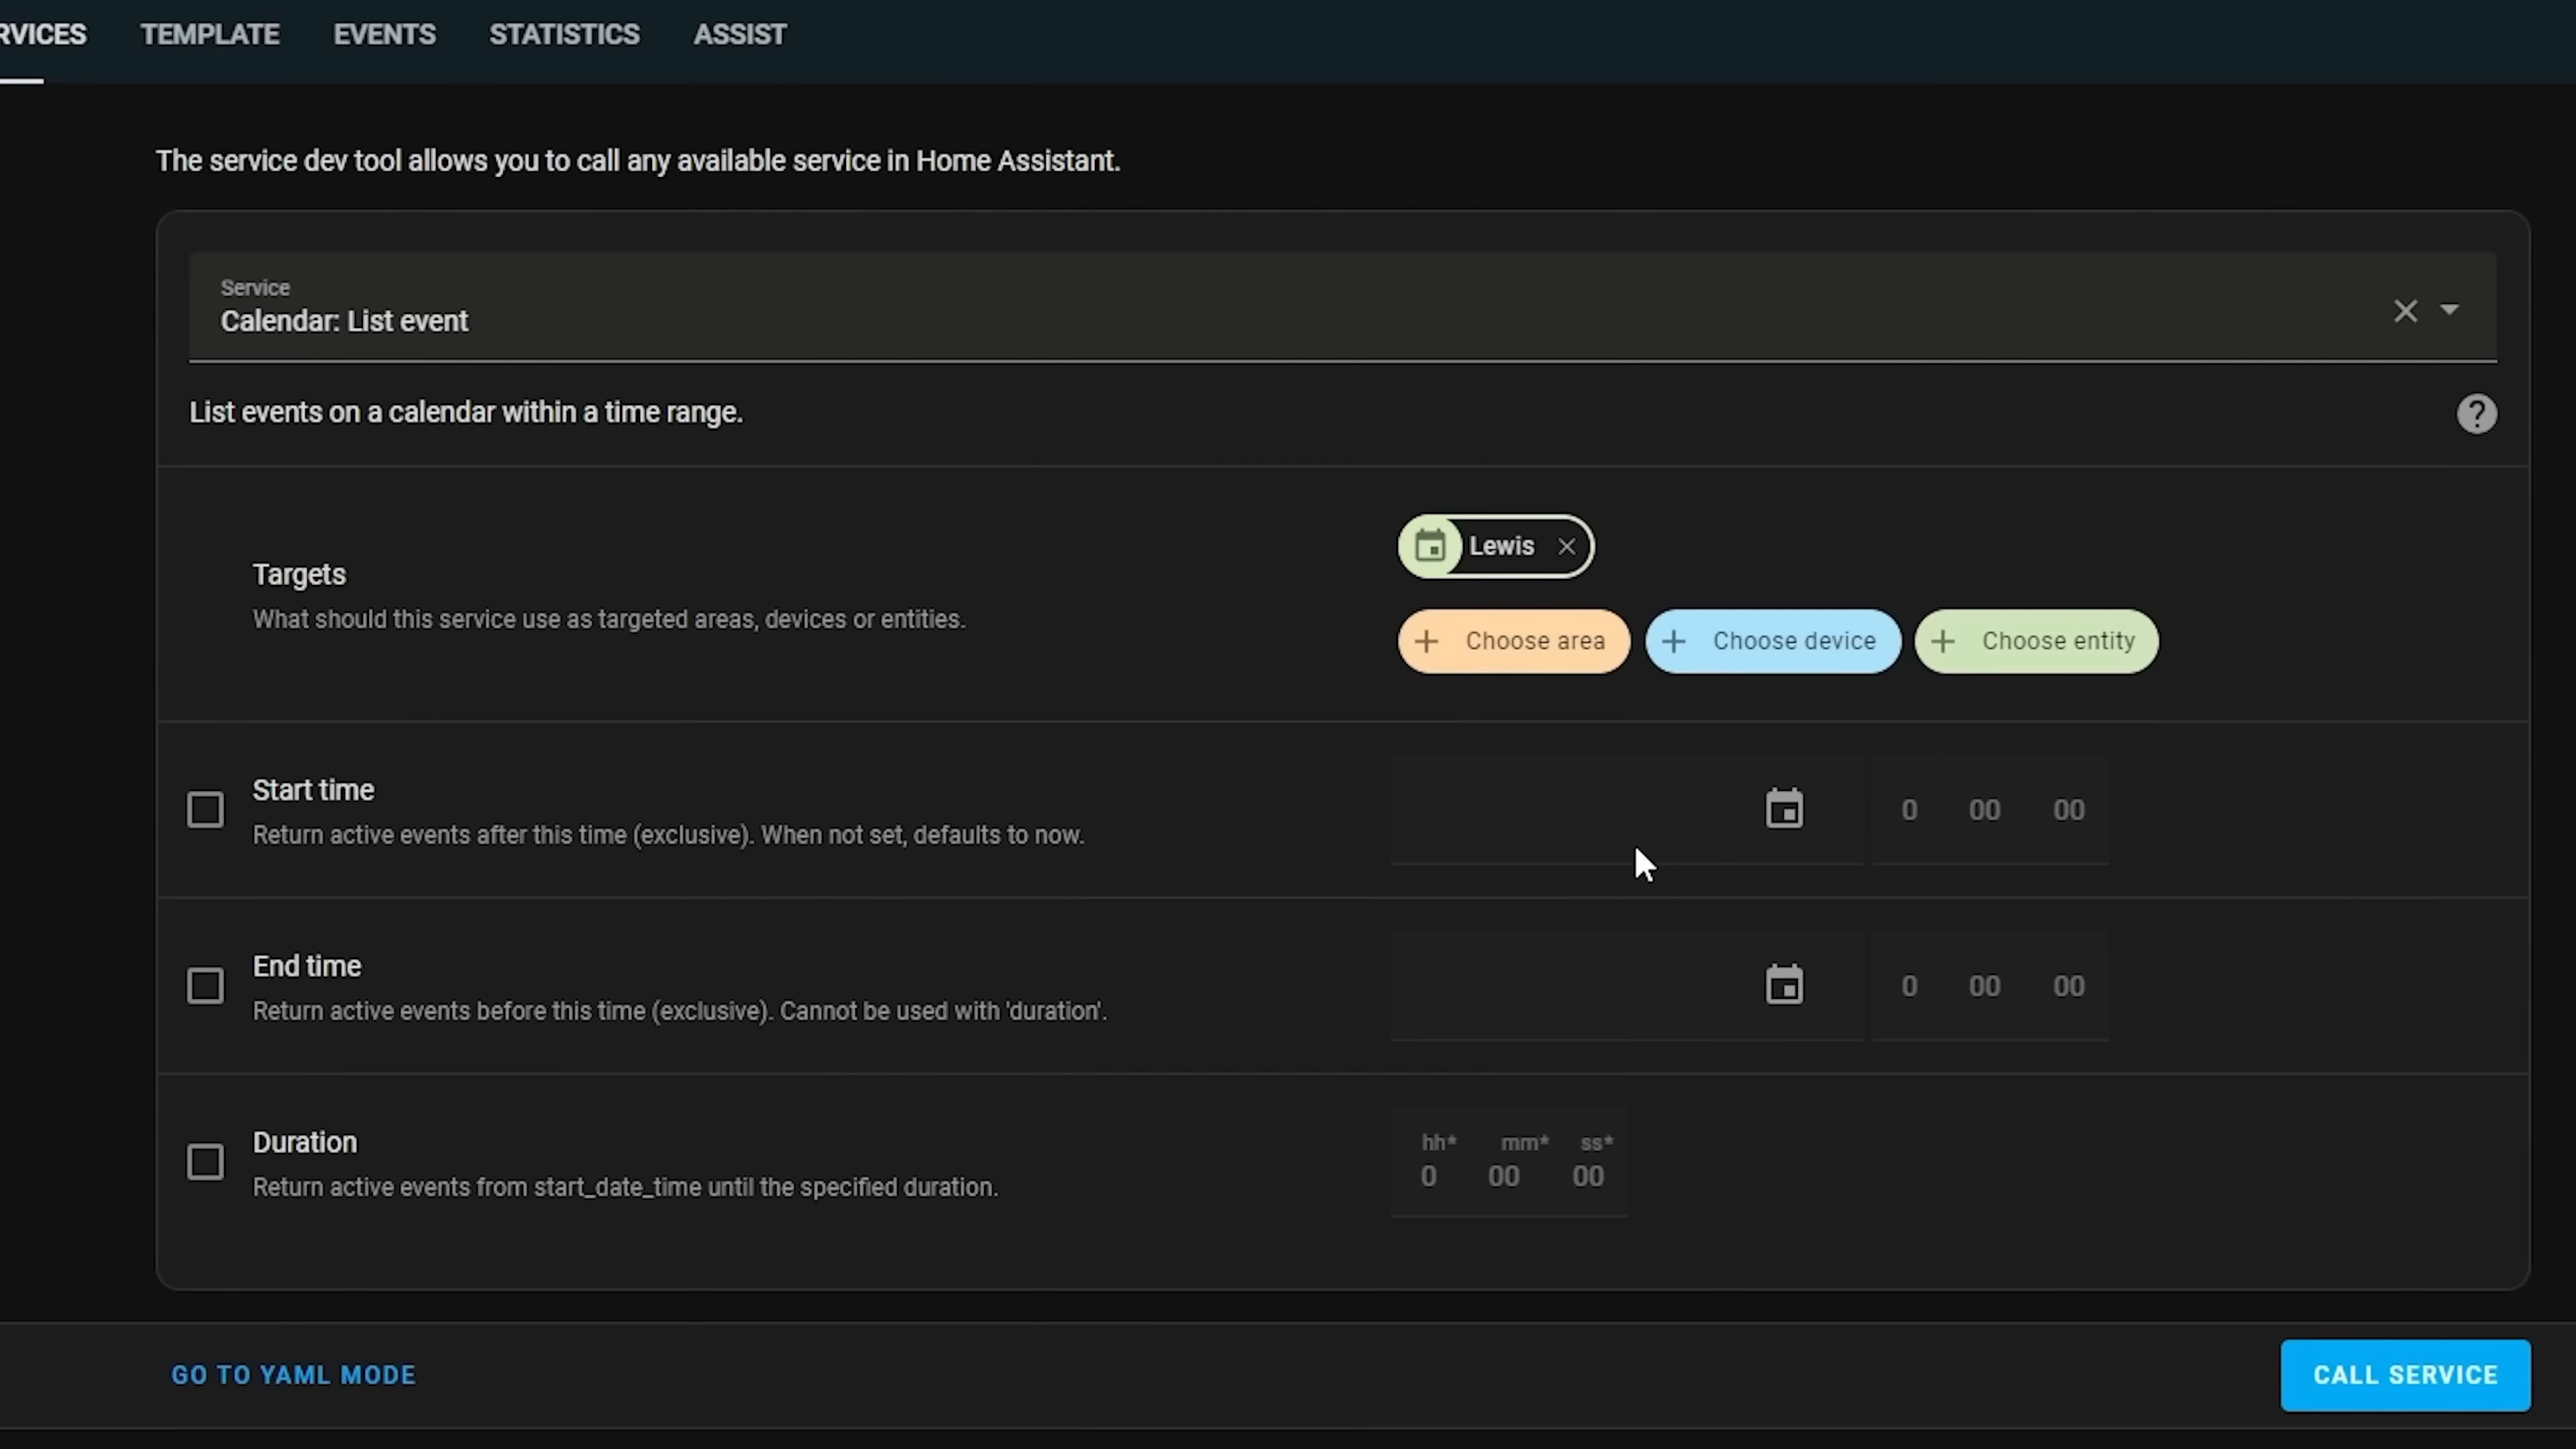 RVICES TEMPLATE EVENTS STATISTICS ASSIST
The service dev tool allows you to call any available service in Home Assistant.
Service
Calendar: List event
List events on a calendar within a time range.
Targets
What should this service use as targeted areas, devices or entities.
Lewis
Choose area Choose device Choose entity
Start time
Return active events after this time (exclusive). When not set, defaults to now.
0 00 00
End time
Return active events before this time (exclusive). Cannot be used with 'duration'.
0 00 00
Duration
Return active events from start_date_time until the specified duration.
hh* mm* ss*
0 00 00
GO TO YAML MODE
CALL SERVICE